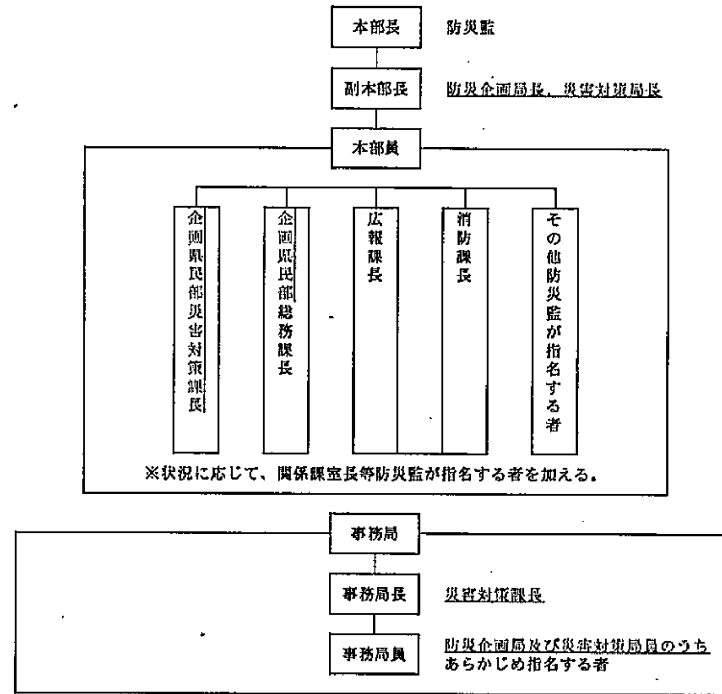 本部長 防災監
副本部長 防災企画局長、災害対策局長
本部員
企画県民部災害対策課長
企画県民部総務課長
広報課長
消防課長
その他防災監が指名する者
※状況に応じて、関係課室長等防災監が指名する者を加える。
事務局
事務局長 災害対策課長
事務局員 防災企画局及び災害対策局員のうち
あらかじめ指名する者